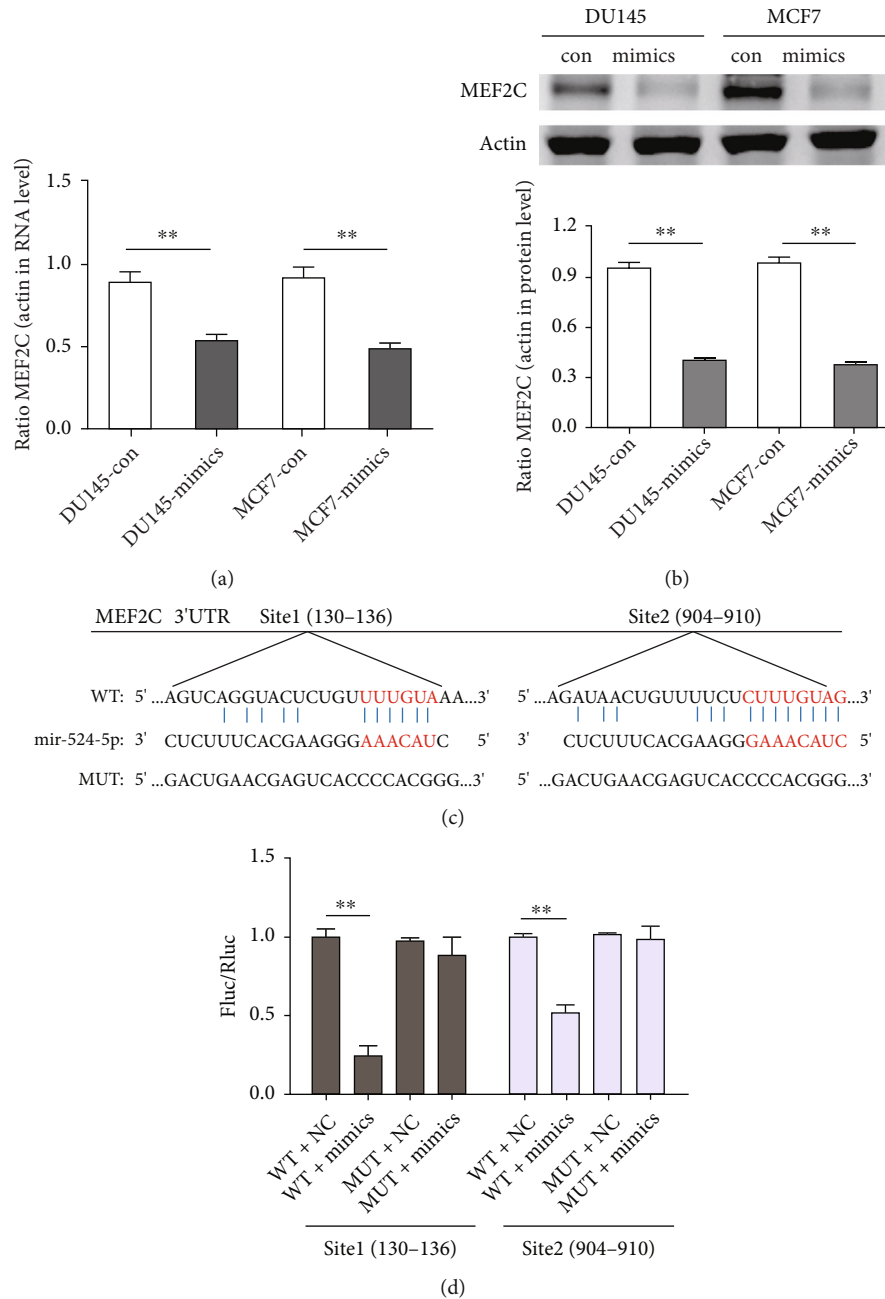 DU145 MCF7
con mimics con mimics
MEF2C
Actin
Ratio MEF2C (actin in RNA level)
1.5
1.0
0.5
0.0
** **
DU145-con
DU145-mimics
MCF7-con
MCF7-mimics
(a)
Ratio MEF2C (actin in protein level)
1.2
0.9
0.6
0.3
0.0
** **
DU145-con
DU145-mimics
MCF7-con
MCF7-mimics
(b)
MEF2C 3'UTR Site1 (130–136) Site2 (904–910)
WT: 5' ...AGUCAGGUACUCUGUUUUGUAAA...3' ...AGAUAACUGUUUUCUCUUUGUAG...3'
mir-524-5p: 3' CUCUUUCACGAAGGGAAACAUC 5' 3' CUCUUUCACGAAGGGAAACAUC 5'
MUT: 5' ...GACUGAACGAGUCACCCCACGGG...3' 5' ...GACUGAACGAGUCACCCCACGGG...3'
(c)
Fluc/Rluc
1.5
1.0
0.5
0.0
** **
WT + NC
WT + mimics
MUT + NC
MUT + mimics
WT + NC
WT + mimics
MUT + NC
MUT + mimics
Site1 (130–136) Site2 (904–910)
(d)